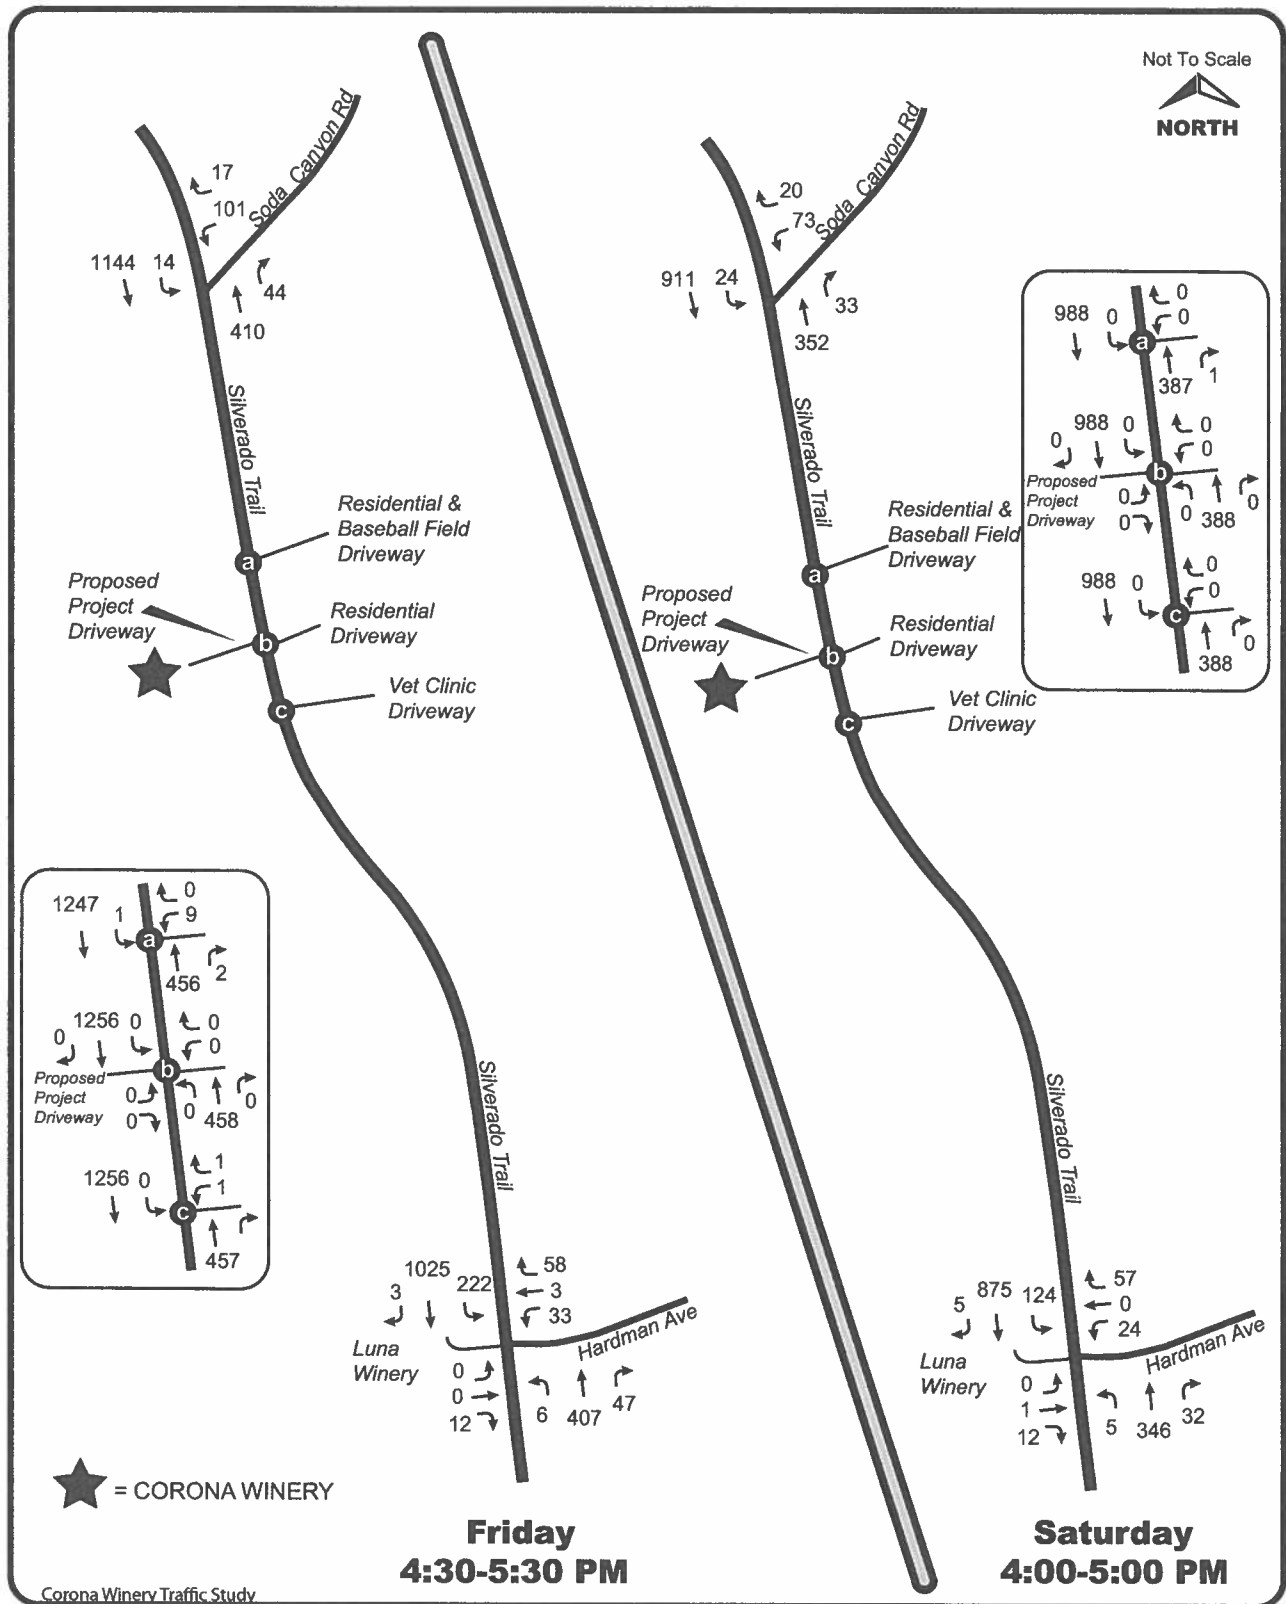 Not To Scale
NORTH
17
101
Soda Canyon Rd
1144
14
44
410
Silverado Trail
Residential &
Baseball Field
Driveway
a
Proposed
Project
Driveway
b
Residential
Driveway
c
Vet Clinic
Driveway
1247
1
0
9
a
456
2
0
1256
0
0
0
b
Proposed
Project
Driveway
0
0
0
458
0
1256
0
1
1
c
457
Silverado Trail
3
1025
222
58
3
33
Luna
Winery
Hardman Ave
0
0
12
6
407
47
20
73
Soda Canyon Rd
911
24
33
352
Silverado Trail
Residential &
Baseball Field
Driveway
a
Proposed
Project
Driveway
b
Residential
Driveway
c
Vet Clinic
Driveway
988
0
0
0
a
387
1
0
988
0
0
0
b
Proposed
Project
Driveway
0
0
0
388
0
988
0
0
0
c
388
0
Silverado Trail
5
875
124
57
0
24
Luna
Winery
Hardman Ave
0
1
12
5
346
32
= CORONA WINERY
Friday
4:30-5:30 PM
Saturday
4:00-5:00 PM
Corona Winery Traffic Study